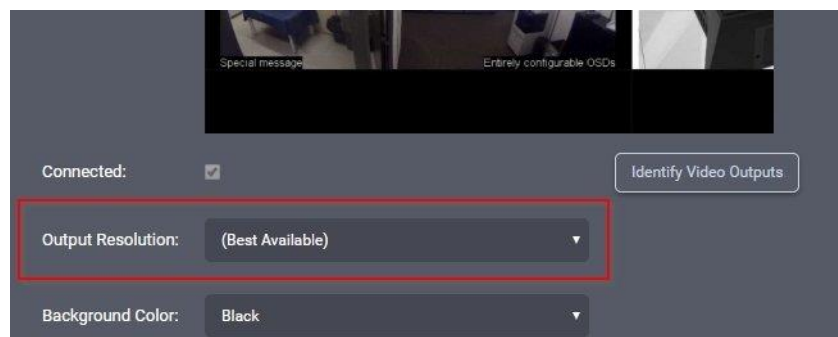 Special message
Entirely configurable OSDs
Connected:
Identify Video Outputs
Output Resolution:
(Best Available)
Background Color:
Black